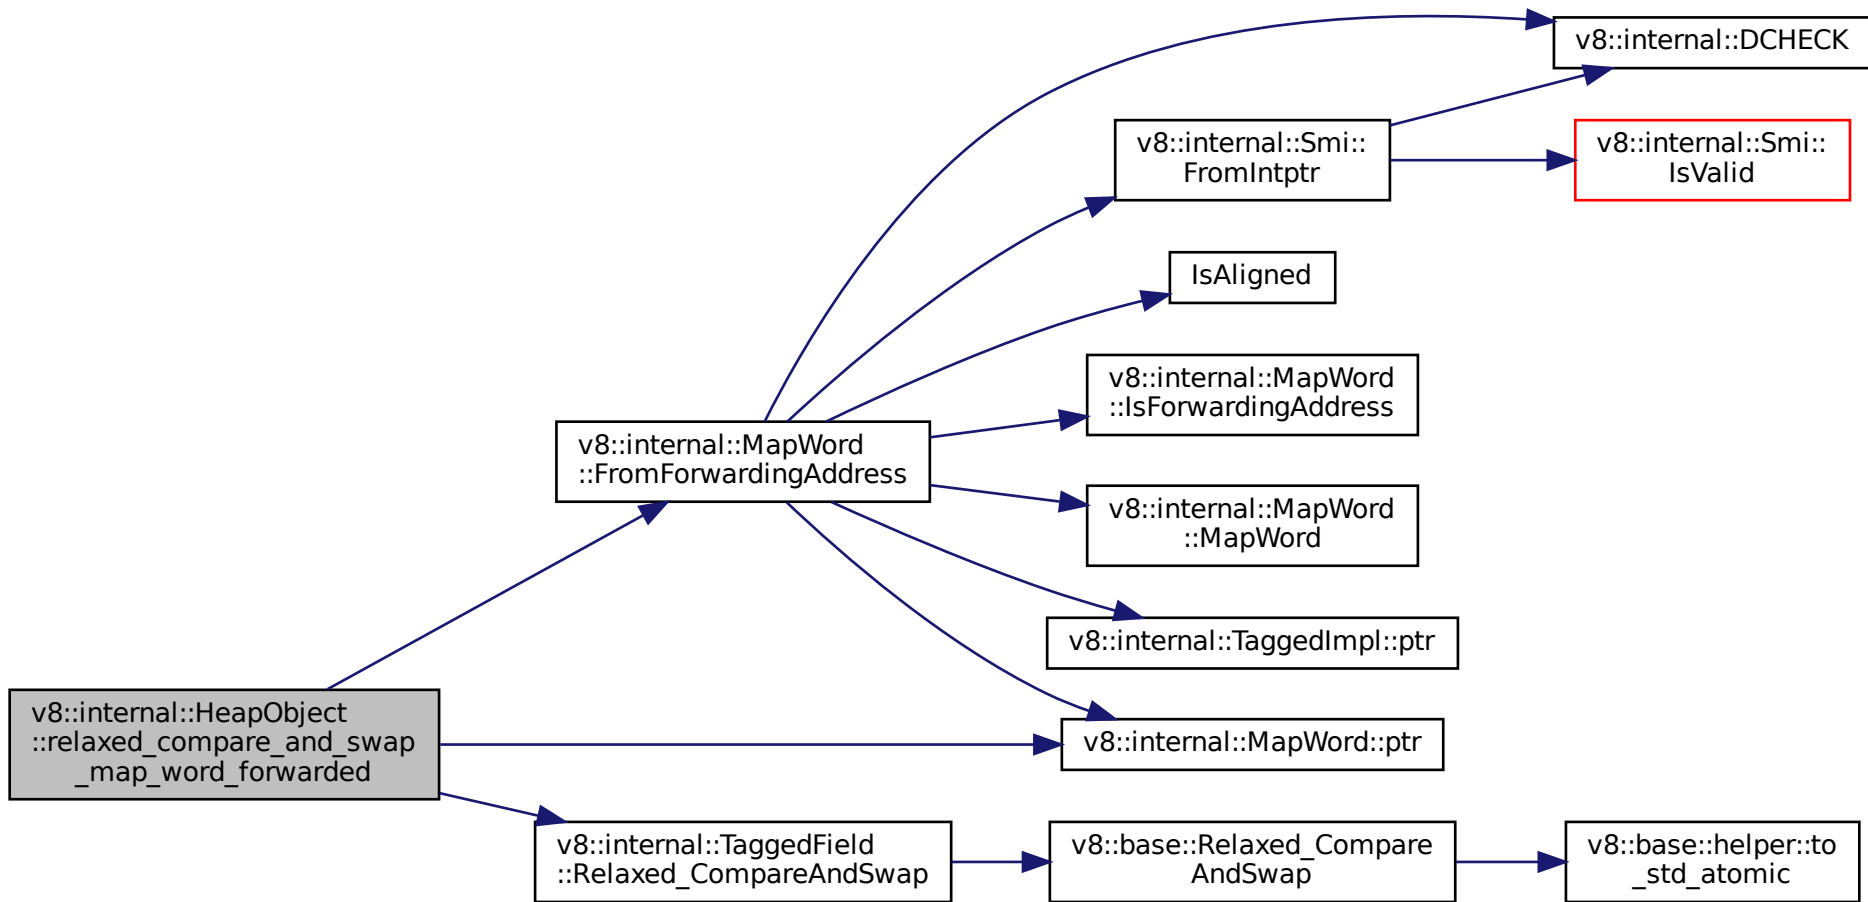 v8::internal::DCHECK
v8::internal::Smi::
FromIntptr
v8::internal::Smi::
IsValid
IsAligned
v8::internal::MapWord
::IsForwardingAddress
v8::internal::MapWord
::FromForwardingAddress
v8::internal::MapWord
::MapWord
v8::internal::TaggedImpl::ptr
v8::internal::HeapObject
::relaxed_compare_and_swap
_map_word_forwarded
v8::internal::MapWord::ptr
v8::internal::TaggedField
::Relaxed_CompareAndSwap
v8::base::Relaxed_Compare
AndSwap
v8::base::helper::to
_std_atomic